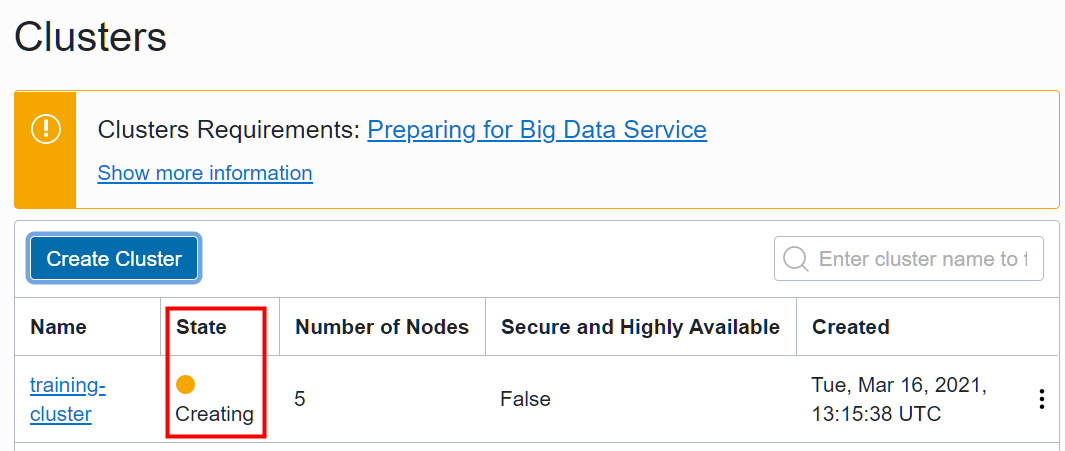 Clusters
Clusters Requirements: Preparing for Big Data Service
Show more information
Create Cluster
Enter cluster name to
Name State Number of Nodes Secure and Highly Available Created
training-
cluster
Creating
5
False
Tue, Mar 16, 2021,
13:15:38 UTC